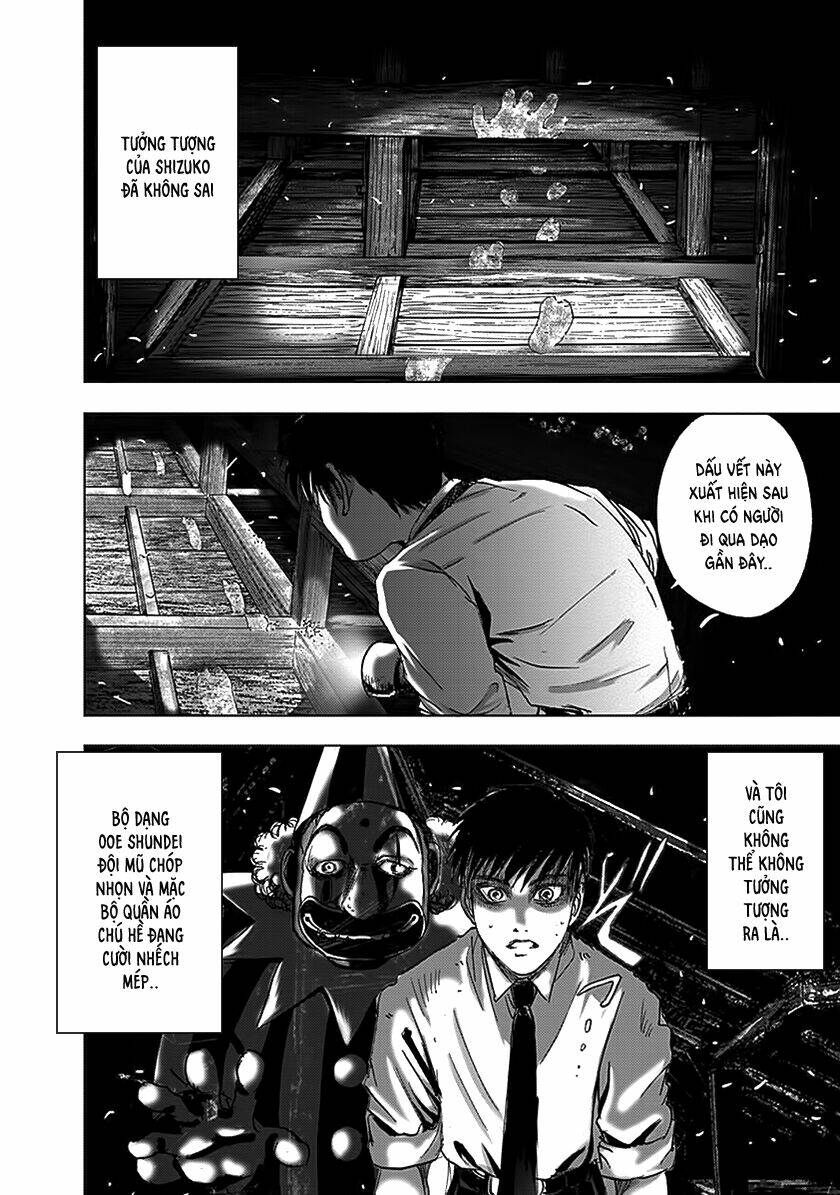 TƯỞNG TƯỢNG
CỦA SHIZUKO
ĐÃ KHÔNG SAI
DẤU VẾT NÀY
XUẤT HIỆN SAU
KHI CÓ NGƯỜI
ĐI QUA DẠO
GẦN ĐÂY..
VÀ TÔI
CŨNG
KHÔNG
THỂ KHÔNG
TƯỞNG
TƯỢNG
RA LÀ..
BỘ DẠNG
OOE SHUNDEI
ĐỘI MŨ CHÓP
NHỌN VÀ MẶC
BỘ QUẦN ÁO
CHÚ HỀ ĐANG
CƯỜI NHẾCH
MÉP..